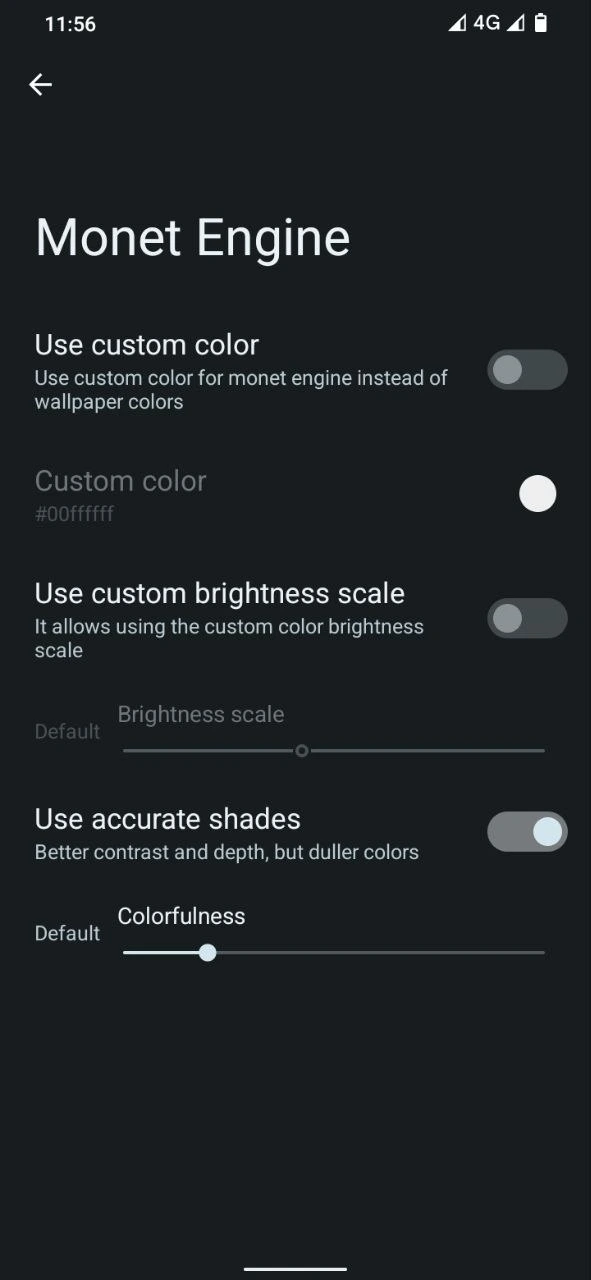 11:56
4G
Monet Engine
Use custom color
Use custom color for monet engine instead of
wallpaper colors
Custom color
#00ffffff
Use custom brightness scale
It allows using the custom color brightness
scale
Brightness scale
Default
Use accurate shades
Better contrast and depth, but duller colors
Colorfulness
Default